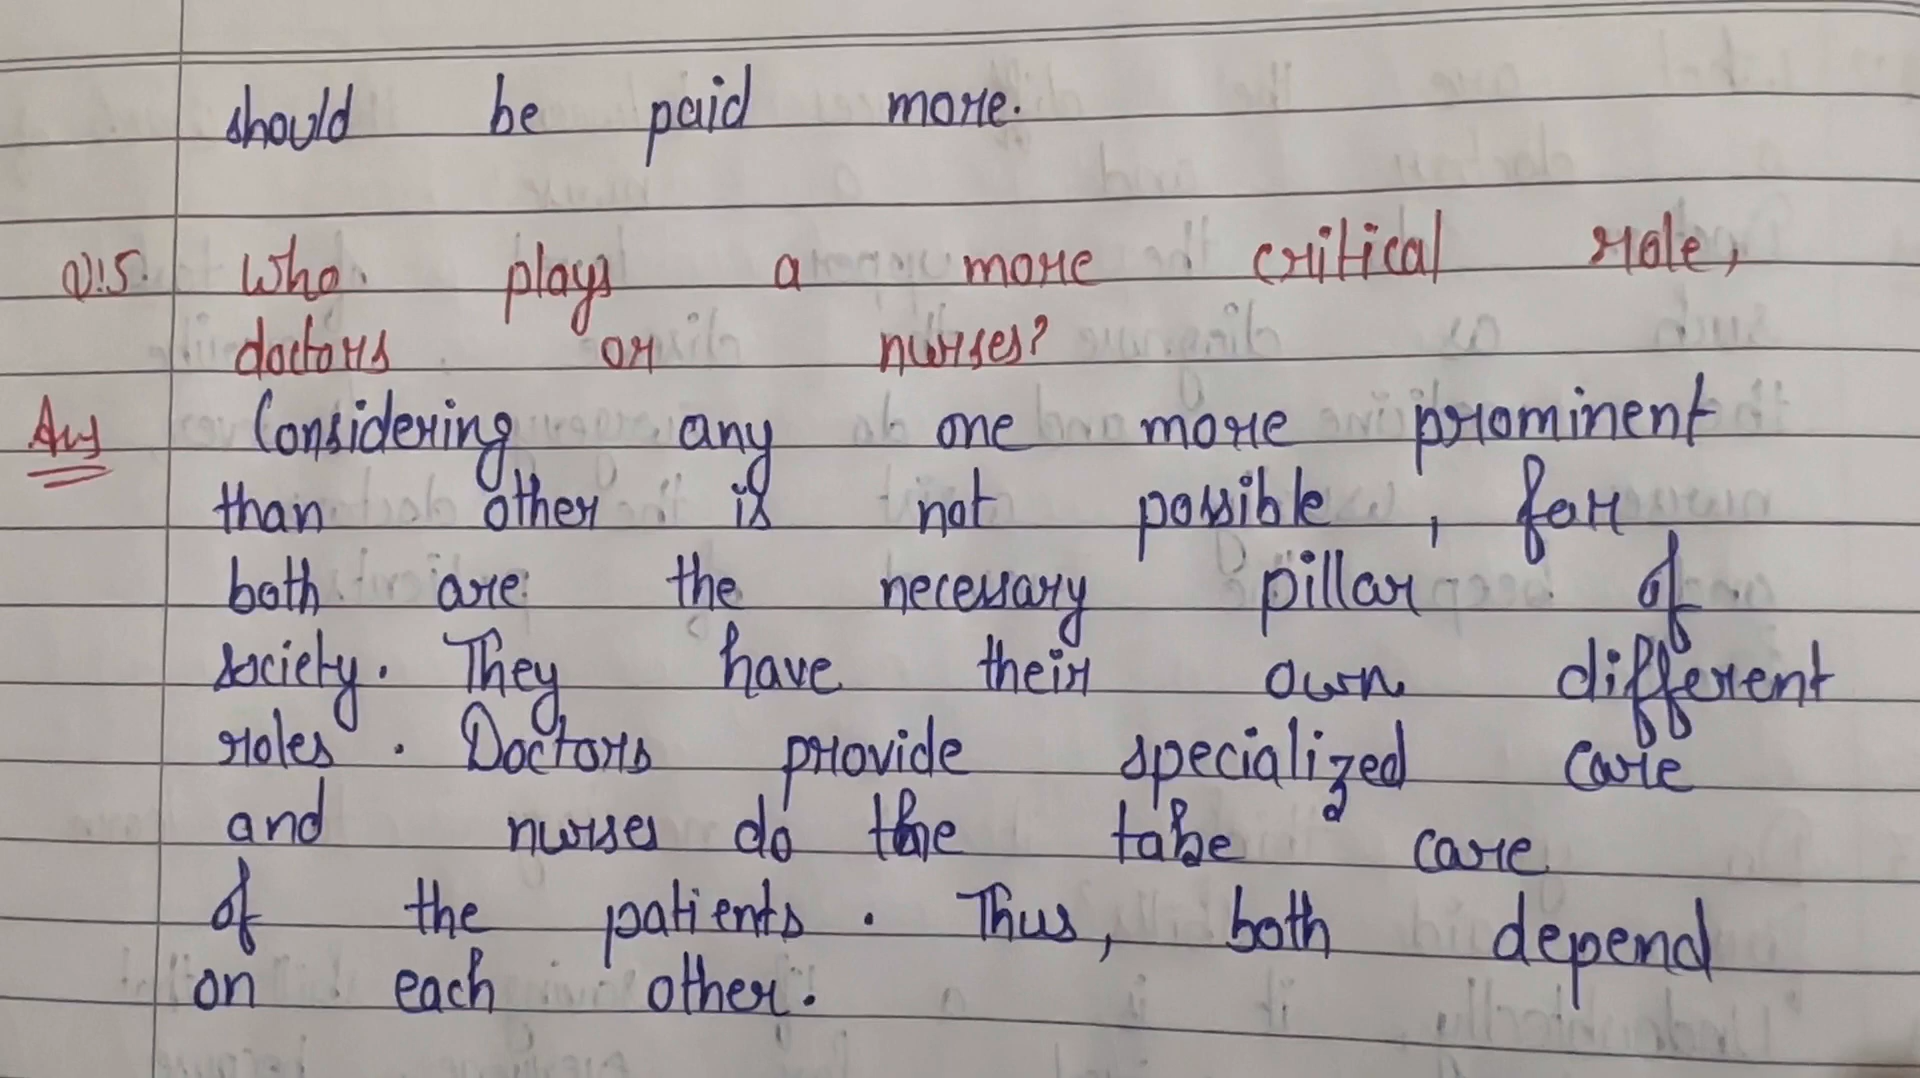 should be paid more.
Q.5. Who plays a more critical role,
doctors or nurses?
Ans Considering any one more prominent
than other is not possible, for
both are the necessary pillar of
society. They have their own different
roles. Doctors provide specialized care
and nurses do the take care
of the patients. Thus, both depend
on each other.